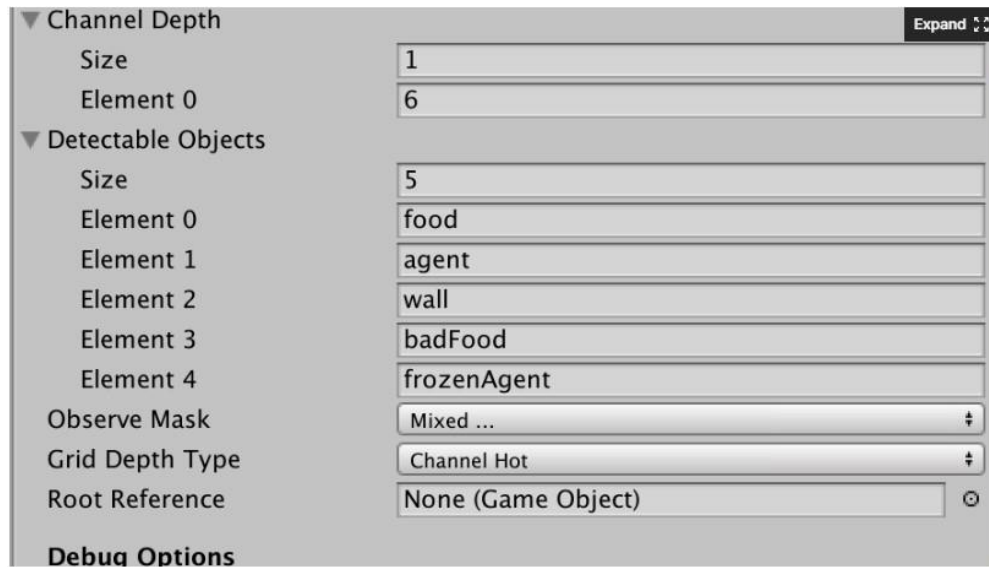 Channel Depth
Expand
Size 1
Element 0 6
Detectable Objects
Size 5
Element 0 food
Element 1 agent
Element 2 wall
Element 3 badFood
Element 4 frozenAgent
Observe Mask Mixed ...
Grid Depth Type Channel Hot
Root Reference None (Game Object)
Debug Options